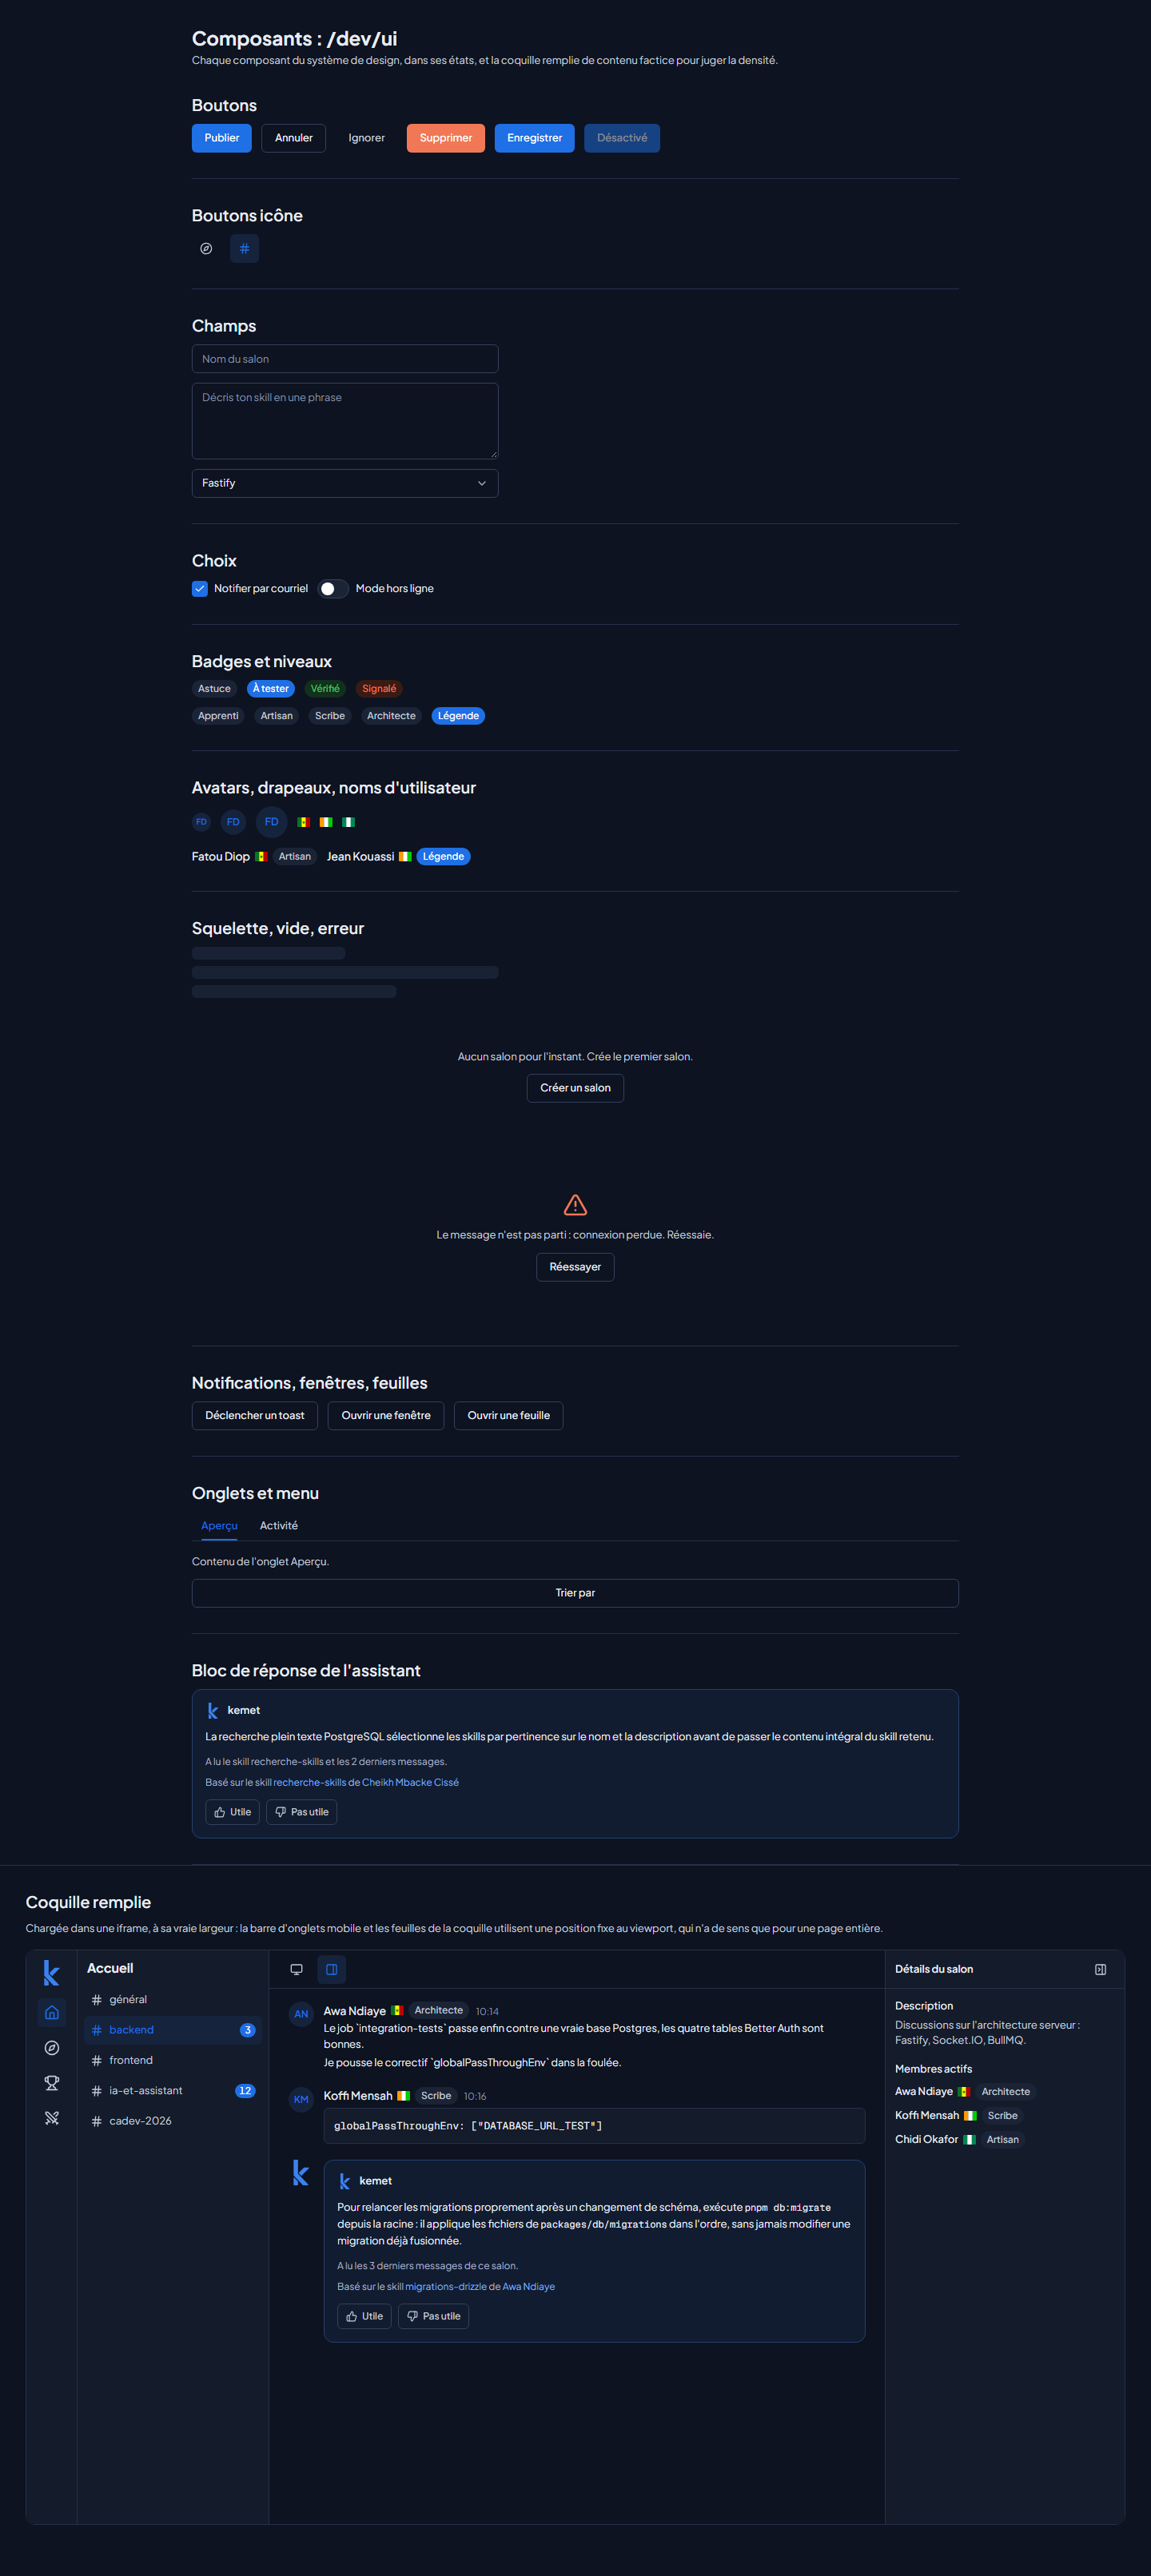 Composants : /dev/ui
Chaque composant du système de design, dans ses états, et la coquille remplie de contenu factice pour juger la densité.
Boutons
Publier
Annuler
Ignorer
Supprimer
Enregistrer
Désactivé
Boutons icône
Champs
Nom du salon
Décris ton skill en une phrase
Fastify
Choix
Notifier par courriel
Mode hors ligne
Badges et niveaux
Astuce
À tester
Vérifié
Signalé
Apprenti
Artisan
Scribe
Architecte
Légende
Avatars, drapeaux, noms d'utilisateur
FD
FD
FD
Fatou Diop
Artisan
Jean Kouassi
Légende
Squelette, vide, erreur
Aucun salon pour l'instant. Crée le premier salon.
Créer un salon
Le message n'est pas parti : connexion perdue. Réessaie.
Réessayer
Notifications, fenêtres, feuilles
Déclencher un toast
Ouvrir une fenêtre
Ouvrir une feuille
Onglets et menu
Aperçu
Activité
Contenu de l'onglet Aperçu.
Trier par
Bloc de réponse de l'assistant
kemet
La recherche plein texte PostgreSQL sélectionne les skills par pertinence sur le nom et la description avant de passer le contenu intégral du skill retenu.
A lu le skill recherche-skills et les 2 derniers messages.
Basé sur le skill recherche-skills de Cheikh Mbacke Cissé
Utile
Pas utile
Coquille remplie
Chargée dans une iframe, à sa vraie largeur : la barre d'onglets mobile et les feuilles de la coquille utilisent une position fixe au viewport, qui n'a de sens que pour une page entière.
Accueil
général
backend
3
frontend
ia-et-assistant
12
cadev-2026
AN
Awa Ndiaye
Architecte
10:14
Le job `integration-tests` passe enfin contre une vraie base Postgres, les quatre tables Better Auth sont
bonnes.
Je pousse le correctif `globalPassThroughEnv` dans la foulée.
KM
Koffi Mensah
Scribe
10:16
globalPassThroughEnv: ["DATABASE_URL_TEST"]
kemet
Pour relancer les migrations proprement après un changement de schéma, exécute pnpm db:migrate
depuis la racine : il applique les fichiers de packages/db/migrations dans l'ordre, sans jamais modifier une
migration déjà fusionnée.
A lu les 3 derniers messages de ce salon.
Basé sur le skill migrations-drizzle de Awa Ndiaye
Utile
Pas utile
Détails du salon
Description
Discussions sur l'architecture serveur :
Fastify, Socket.IO, BullMQ.
Membres actifs
Awa Ndiaye
Architecte
Koffi Mensah
Scribe
Chidi Okafor
Artisan